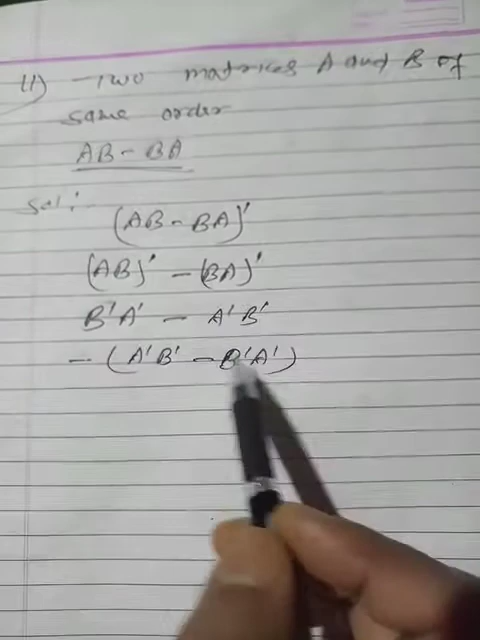 11) Two matrices A and B of
same order
AB - BA
Sol:-
(AB - BA)'
(AB)' - (BA)'
B'A' - A'B'
- (A'B' - B'A')